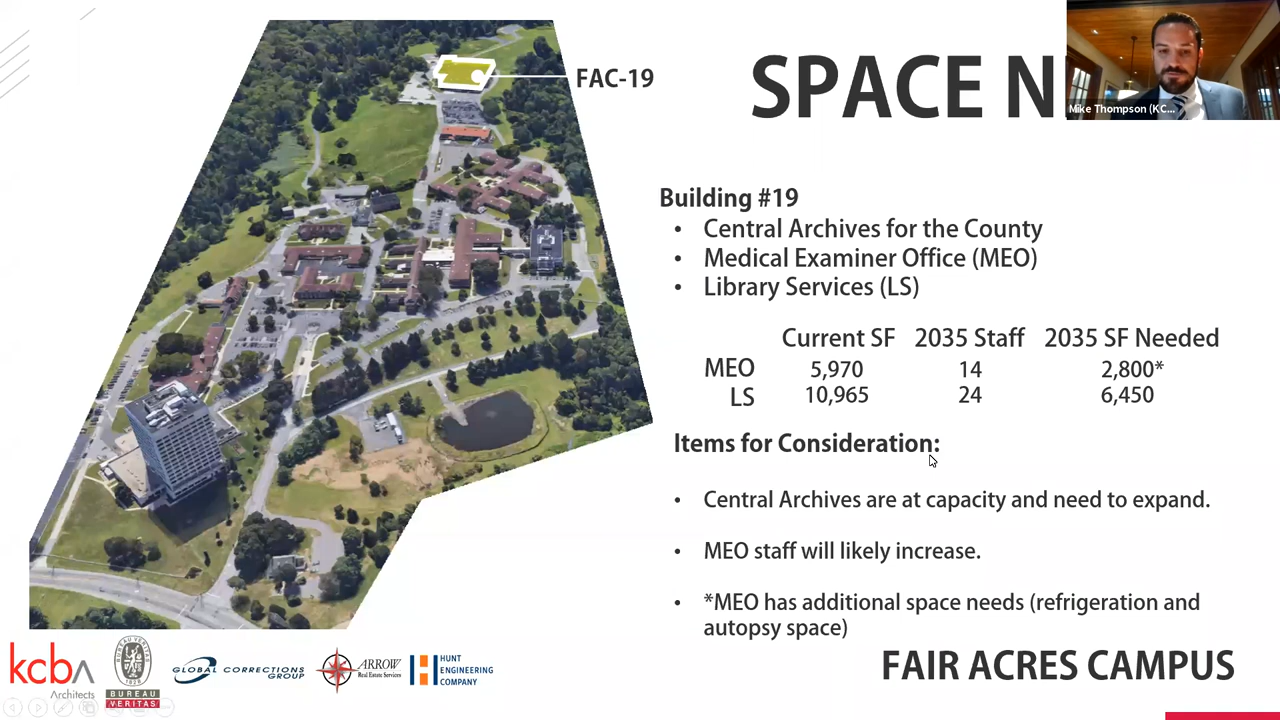 FAC-19
SPACE N
Mike Thompson (KC...
Building #19
• Central Archives for the County
• Medical Examiner Office (MEO)
• Library Services (LS)
Current SF 2035 Staff 2035 SF Needed
MEO 5,970 14 2,800*
LS 10,965 24 6,450
Items for Consideration:
• Central Archives are at capacity and need to expand.
• MEO staff will likely increase.
• *MEO has additional space needs (refrigeration and
autopsy space)
FAIR ACRES CAMPUS
kcba
Architects
BUREAU
VERITAS
GLOBAL CORRECTIONS
GROUP
ARROW
Real Estate Services
HUNT
ENGINEERING
COMPANY